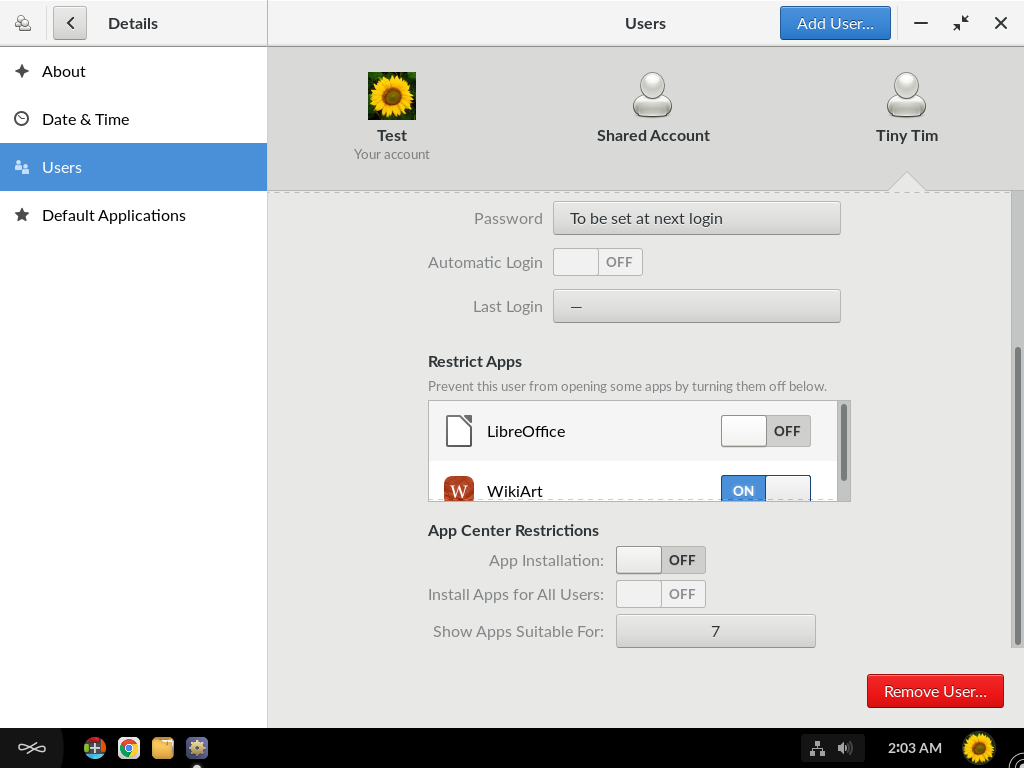 Details
Users
Add User...
About
Date & Time
Users
Default Applications
Test
Your account
Shared Account
Tiny Tim
Password To be set at next login
Automatic Login OFF
Last Login —
Restrict Apps
Prevent this user from opening some apps by turning them off below.
LibreOffice OFF
W WikiArt ON
App Center Restrictions
App Installation: OFF
Install Apps for All Users: OFF
Show Apps Suitable For: 7
Remove User...
2:03 AM